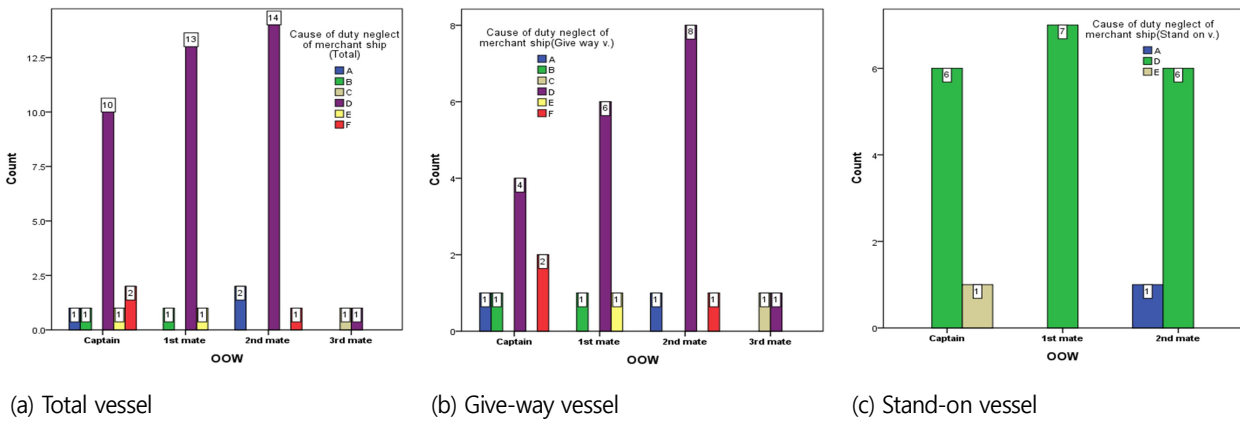 Cause of duty neglect
of merchant ship
(Total)
A
B
C
D
E
F
Count
12.5
10.0
7.5
5.0
2.5
0.0
1
1
10
1
2
1
13
1
2
14
1
1
1
Captain
1st mate
2nd mate
3rd mate
OOW
(a) Total vessel
Cause of duty neglect of
merchant ship(Give way v.)
A
B
C
D
E
F
Count
8
6
4
2
0
1
1
4
2
1
6
1
1
8
1
1
1
Captain
1st mate
2nd mate
3rd mate
OOW
(b) Give-way vessel
Cause of duty neglect of
merchant ship(Stand on v.)
A
D
E
Count
6
4
2
0
6
1
7
1
6
Captain
1st mate
2nd mate
OOW
(c) Stand-on vessel